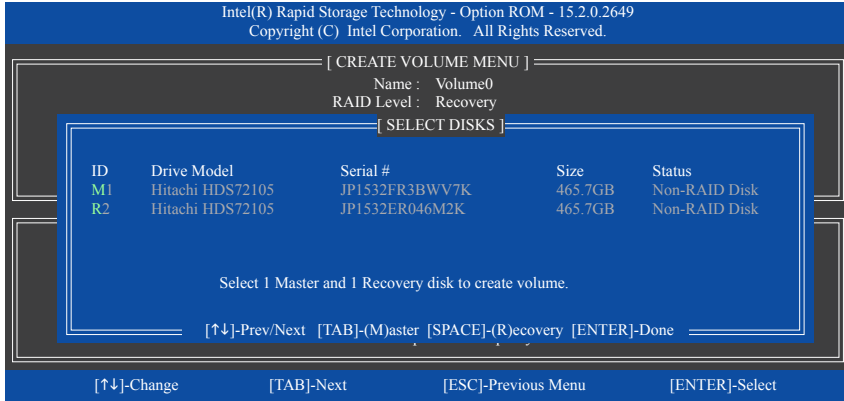 Intel(R) Rapid Storage Technology - Option ROM - 15.2.0.2649
Copyright (C) Intel Corporation. All Rights Reserved.
[ CREATE VOLUME MENU ]
Name : Volume0
RAID Level : Recovery
[ SELECT DISKS ]
ID Drive Model Serial # Size Status
M1 Hitachi HDS72105 JP1532FR3BWV7K 465.7GB Non-RAID Disk
R2 Hitachi HDS72105 JP1532ER046M2K 465.7GB Non-RAID Disk
Select 1 Master and 1 Recovery disk to create volume.
[↑↓]-Prev/Next [TAB]-(M)aster [SPACE]-(R)ecovery [ENTER]-Done
[↑↓]-Change [TAB]-Next [ESC]-Previous Menu [ENTER]-Select